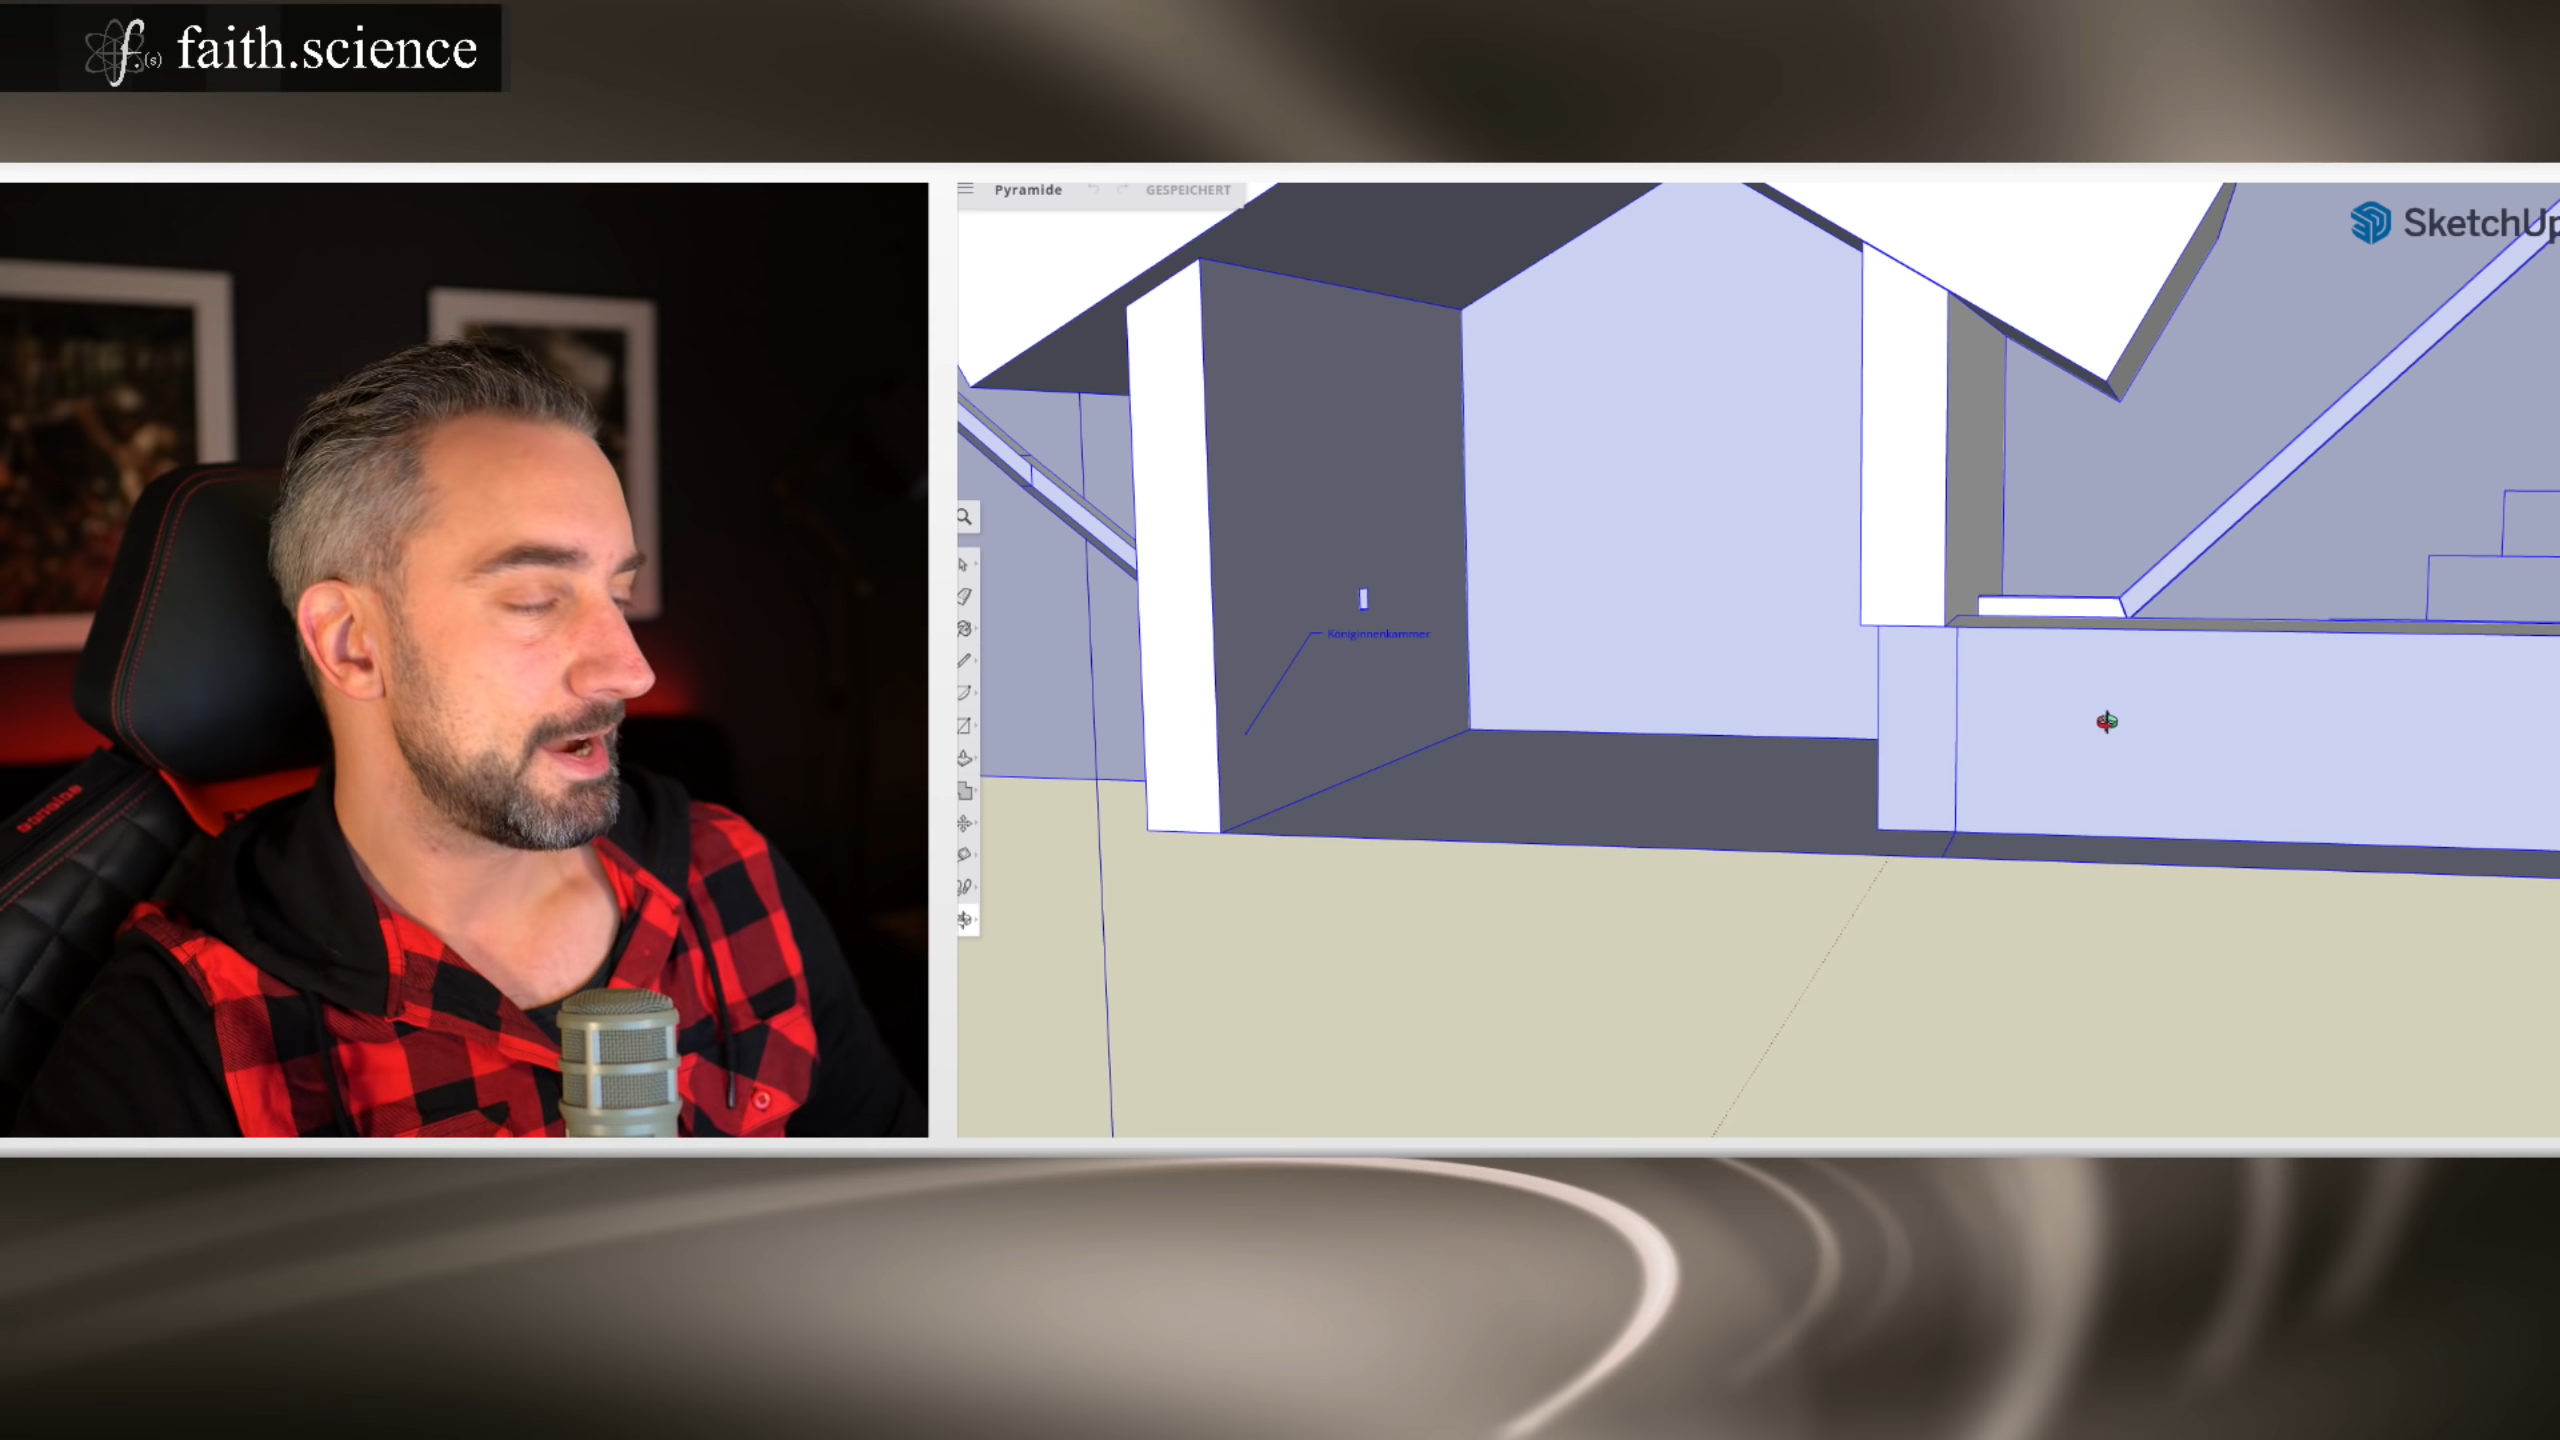 f.(s) faith.science
Pyramide GESPEICHERT
SketchUp
Königinnenkammer